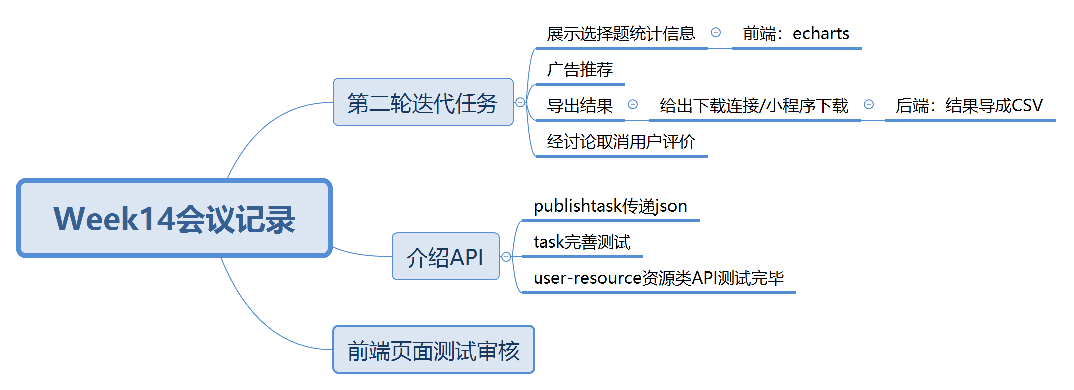 Week14会议记录
第二轮迭代任务
展示选择题统计信息
前端：echarts
广告推荐
导出结果
给出下载连接/小程序下载
后端：结果导成CSV
经讨论取消用户评价
介绍API
publishtask传递json
task完善测试
user-resource资源类API测试完毕
前端页面测试审核